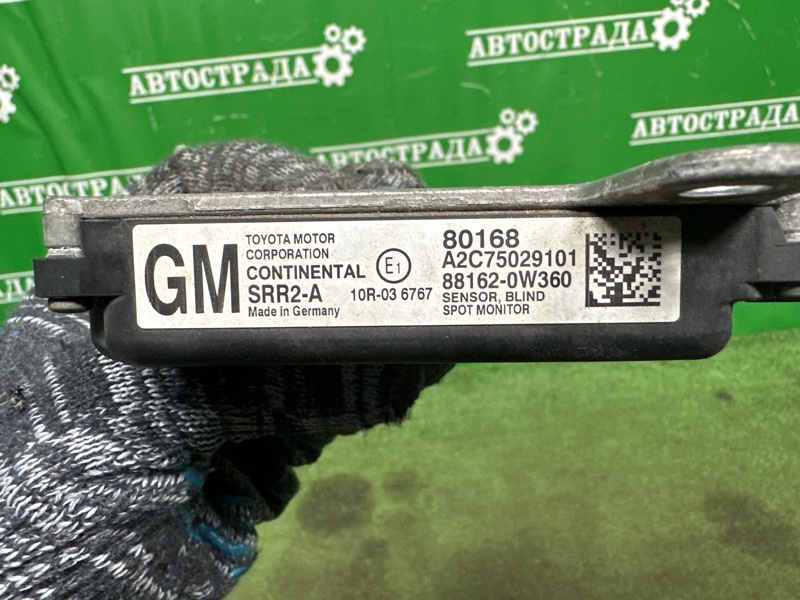 АВТОСТРАДА
АВТОСТРАДА
АВТОСТРАДА
АВТОСТРАДА
АВТОСТРАДА
GM
TOYOTA MOTOR
CORPORATION
CONTINENTAL
SRR2-A
Made in Germany
E1
10R-03 6767
80168
A2C75029101
88162-0W360
SENSOR, BLIND
SPOT MONITOR